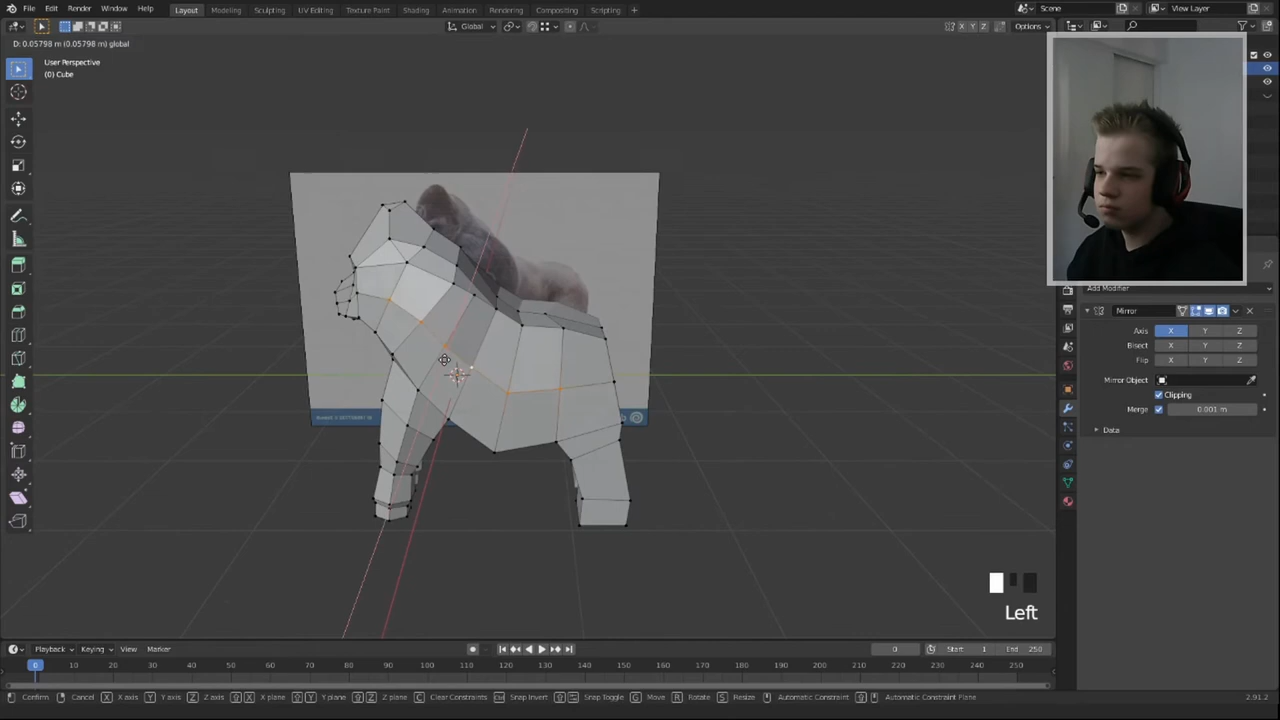 File Edit Render Window Help Layout Modeling Sculpting UV Editing Texture Paint Shading Animation Compositing Rendering Scripting + Scene View Layer
Global X Y Z Options
D: 0.05798 m (0.05798 m) global
User Perspective
(0) Cube
Add Modifier
Mirror
Axis X Y Z
Bisect X Y Z
Flip X Y Z
Mirror Object
Clipping
Merge 0.001 m
Data
Left
Playback Keying View Marker 0 Start 1 End 250
0 10 20 30 40 50 60 70 80 90 100 110 120 130 140 150 160 170 180 190 200 210 220 230 240 250
Confirm Cancel X X axis Y Y axis Z Z axis X X plane Y Y plane Z Z plane C Clear Constraints Snap Invert Snap Toggle G Move R Rotate S Resize Automatic Constraint Automatic Constraint Plane 2.91.2